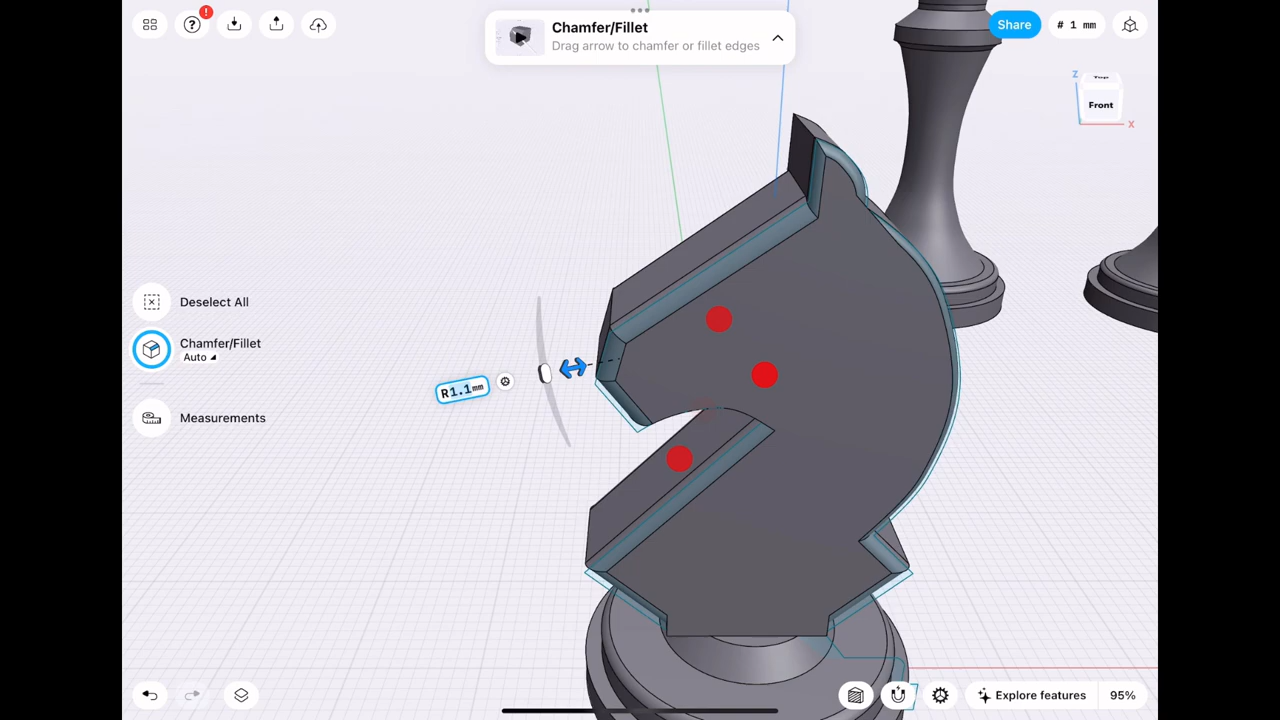 Chamfer/Fillet
Drag arrow to chamfer or fillet edges
Share
# 1 mm
Top
Z
Front
X
Deselect All
Chamfer/Fillet
Auto
R1.1mm
Measurements
Explore features
95%